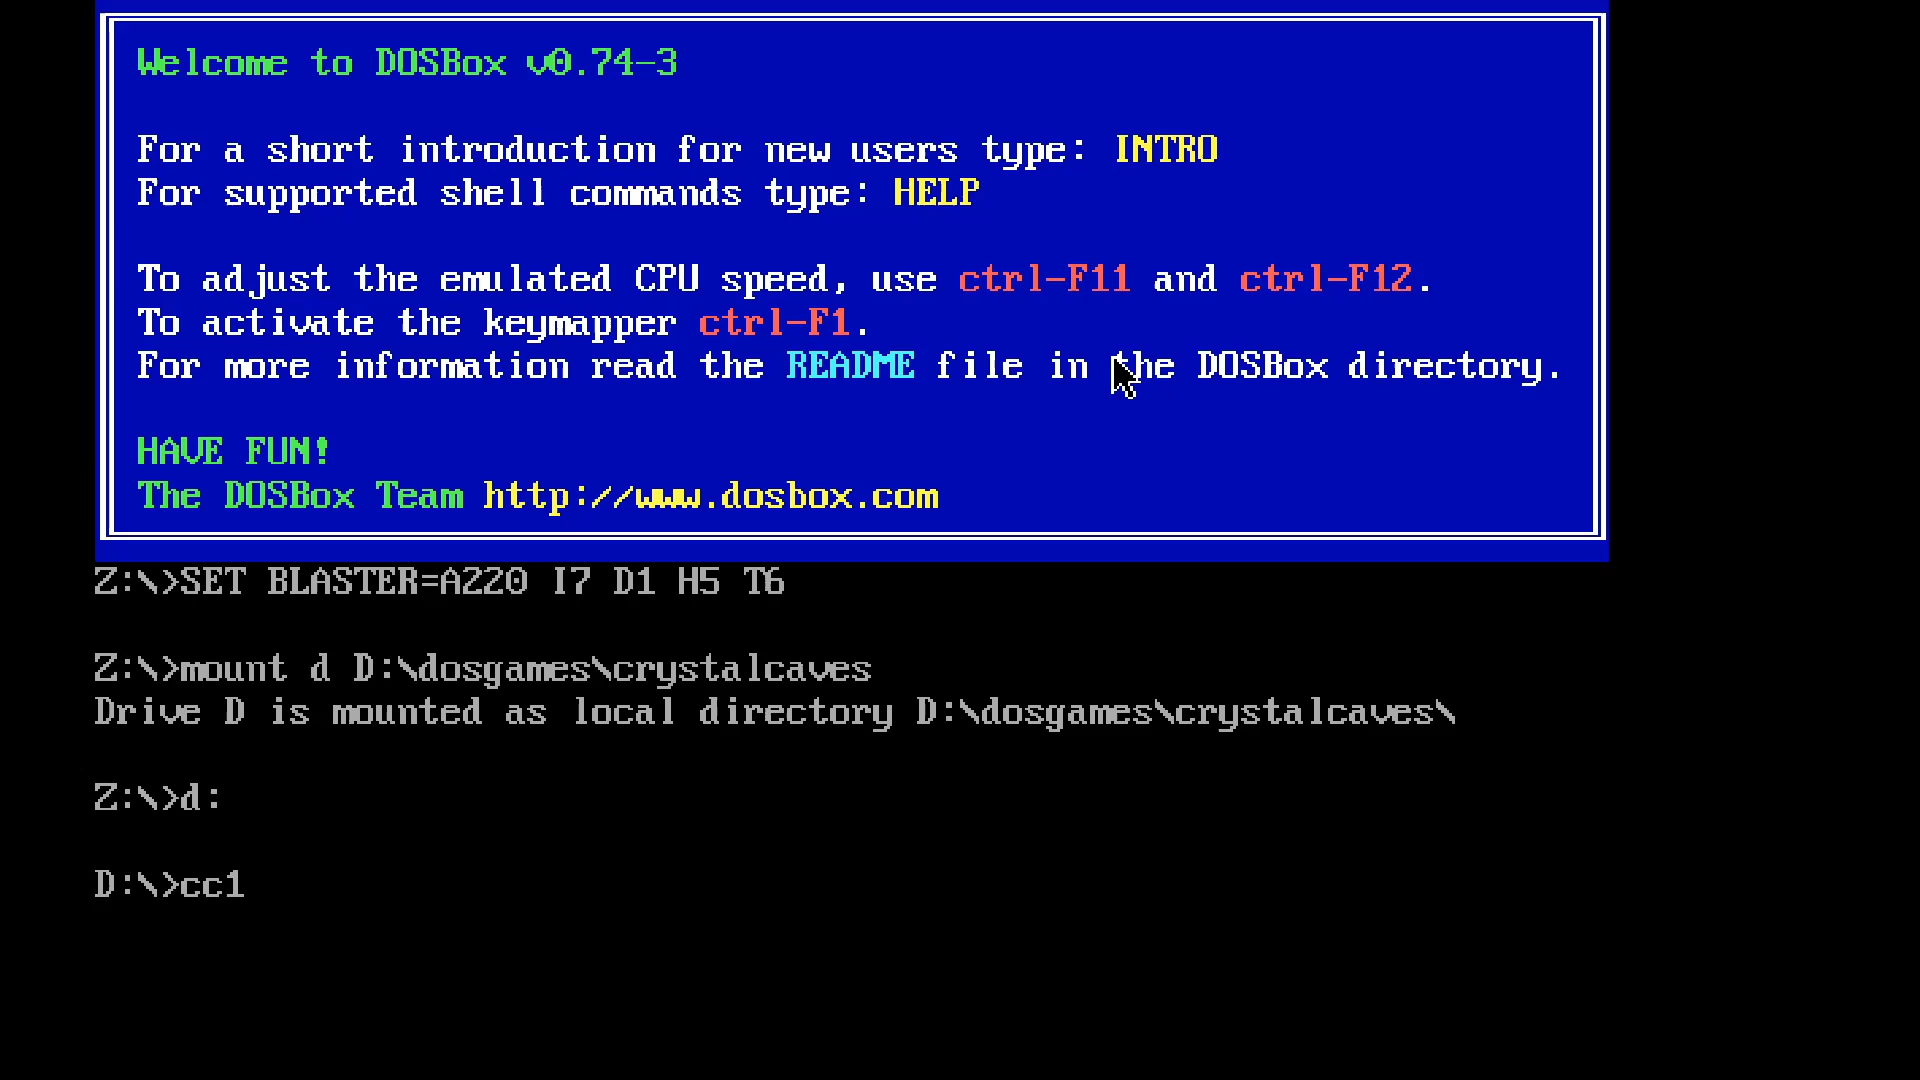 Welcome to DOSBox v0.74-3
For a short introduction for new users type: INTRO
For supported shell commands type: HELP
To adjust the emulated CPU speed, use ctrl-F11 and ctrl-F12.
To activate the keymapper ctrl-F1.
For more information read the README file in the DOSBox directory.
HAVE FUN!
The DOSBox Team http://www.dosbox.com
Z:\>SET BLASTER=A220 I7 D1 H5 T6
Z:\>mount d D:\dosgames\crystalcaves
Drive D is mounted as local directory D:\dosgames\crystalcaves\
Z:\>d:
D:\>cc1